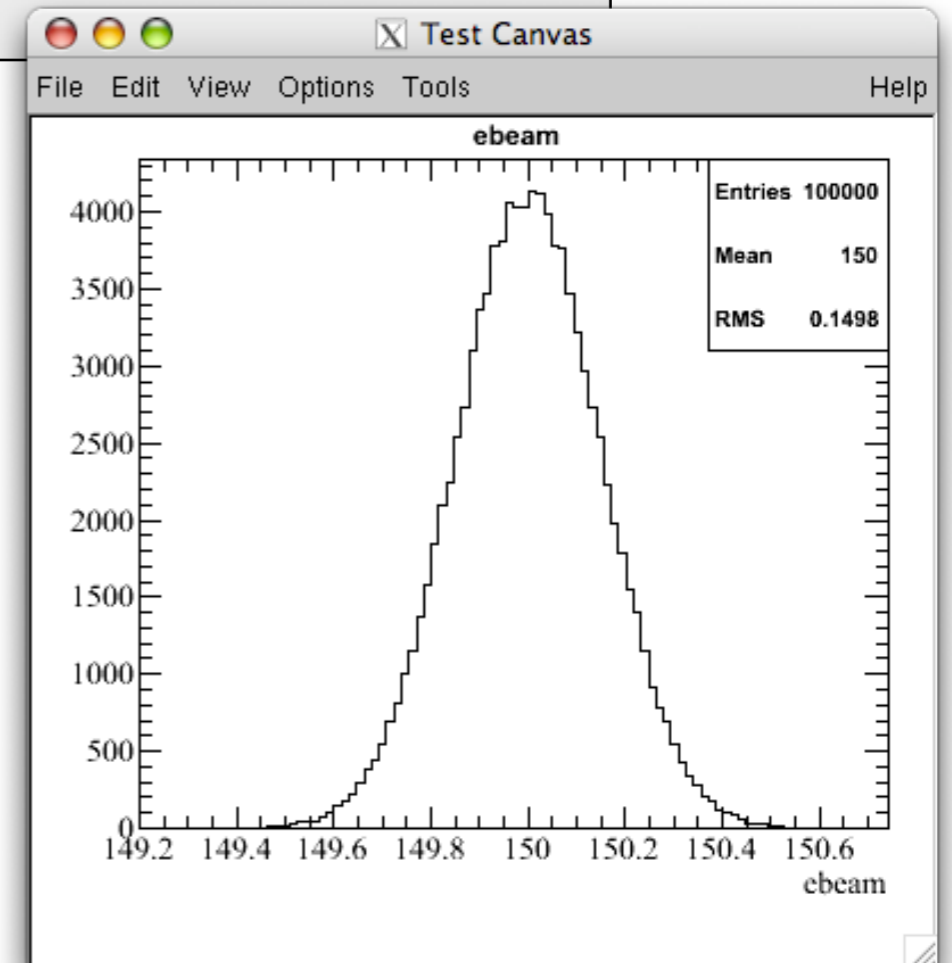 X Test Canvas
File Edit View Options Tools Help
ebeam
Entries 100000
Mean 150
RMS 0.1498
4000
3500
3000
2500
2000
1500
1000
500
0
149.2 149.4 149.6 149.8 150 150.2 150.4 150.6
ebeam